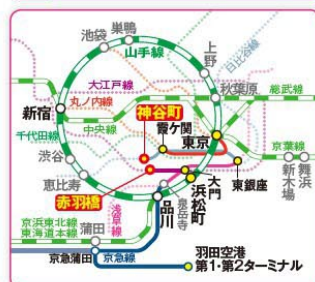 池袋
巣鴨
山手線
上野
日比谷線
大江戸線
秋葉原
総武線
丸ノ内線
新宿
神谷町
中央線
霞ケ関
東京
千代田線
京葉線
渋谷
大門
東銀座
新木場
舞浜
恵比寿
赤羽橋
浜松町
品川
泉岳寺
浅草線
京浜東北線
東海道本線
蒲田
京急蒲田
京急線
羽田空港
第1・第2ターミナル